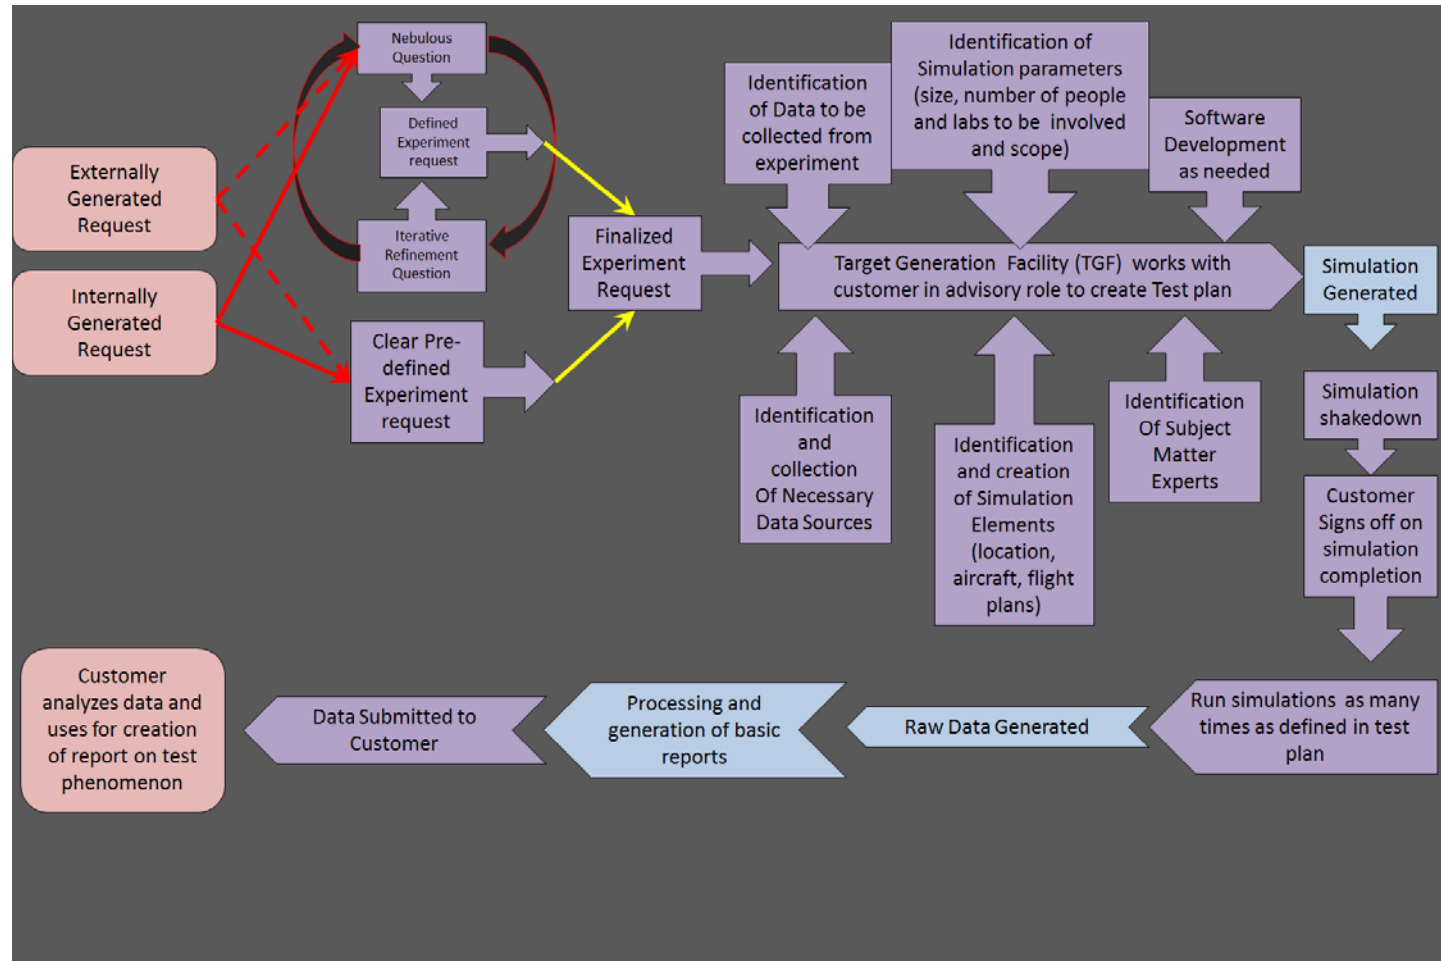 Nebulous
Question
Defined
Experiment
request
Iterative
Refinement
Question
Externally
Generated
Request
Internally
Generated
Request
Clear Pre-
defined
Experiment
request
Finalized
Experiment
Request
Identification
of Data to be
collected from
experiment
Identification of
Simulation parameters
(size, number of people
and labs to be involved
and scope)
Software
Development
as needed
Target Generation Facility (TGF) works with
customer in advisory role to create Test plan
Identification
and
collection
Of Necessary
Data Sources
Identification
and creation
of Simulation
Elements
(location,
aircraft, flight
plans)
Identification
Of Subject
Matter
Experts
Simulation
Generated
Simulation
shakedown
Customer
Signs off on
simulation
completion
Run simulations as many
times as defined in test
plan
Raw Data Generated
Processing and
generation of basic
reports
Data Submitted to
Customer
Customer
analyzes data and
uses for creation
of report on test
phenomenon